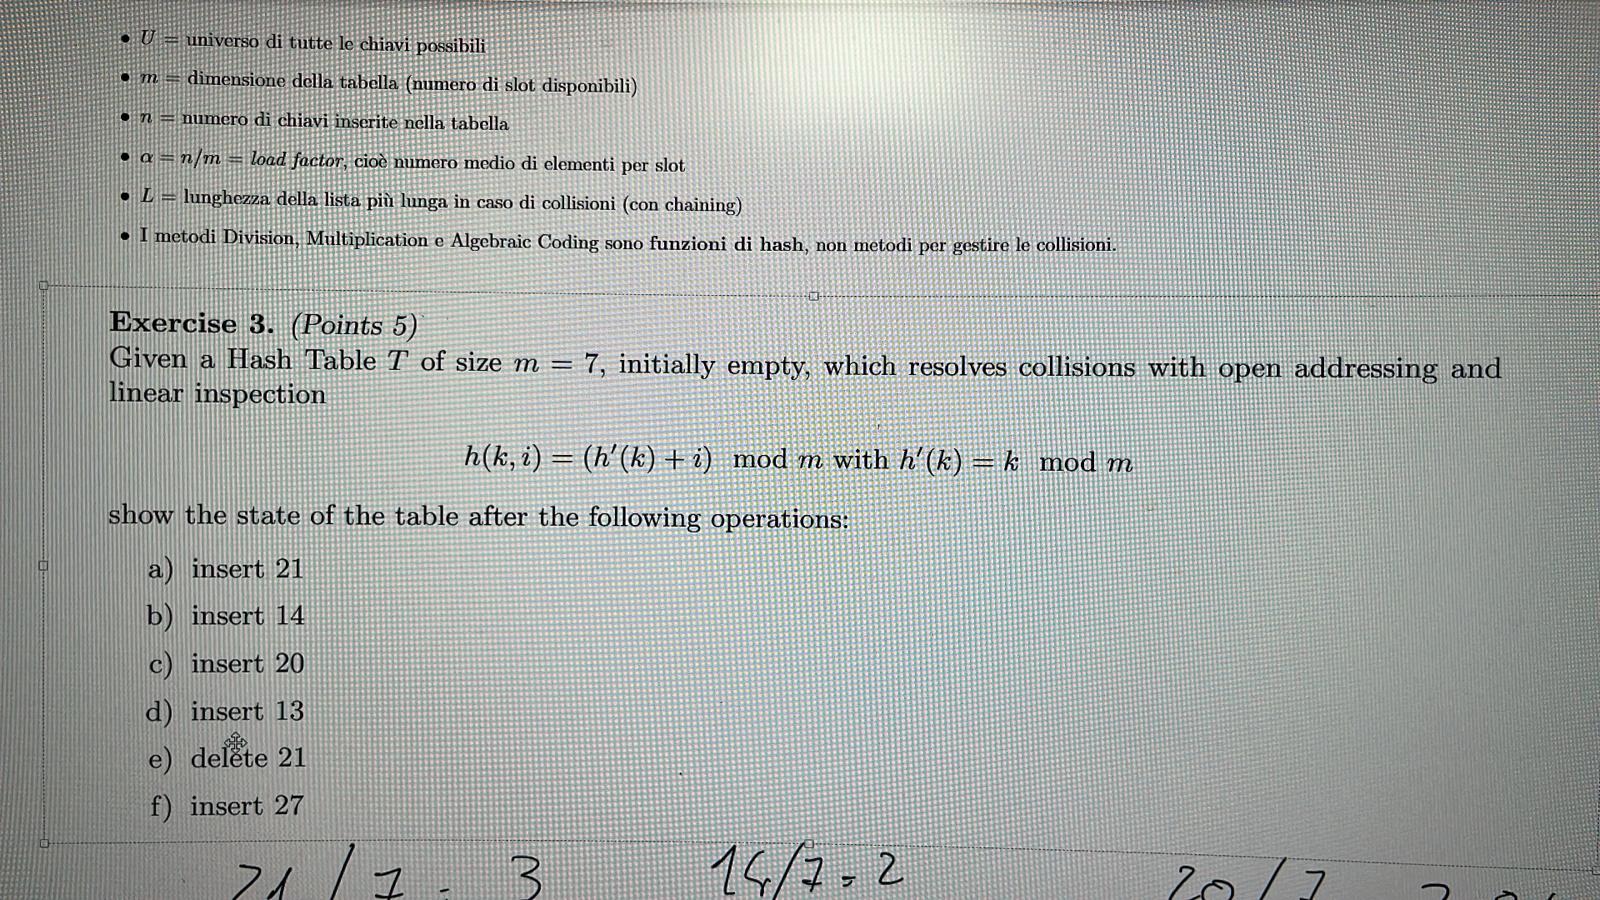 • U = universo di tutte le chiavi possibili
• m = dimensione della tabella (numero di slot disponibili)
• n = numero di chiavi inserite nella tabella
• α = n/m = load factor, cioè numero medio di elementi per slot
• L = lunghezza della lista più lunga in caso di collisioni (con chaining)
• I metodi Division, Multiplication e Algebraic Coding sono funzioni di hash, non metodi per gestire le collisioni.
Exercise 3. (Points 5)
Given a Hash Table T of size m = 7, initially empty, which resolves collisions with open addressing and
linear inspection
h(k, i) = (h′(k) + i) mod m with h′(k) = k mod m
show the state of the table after the following operations:
a) insert 21
b) insert 14
c) insert 20
d) insert 13
e) delete 21
f) insert 27
21/7 = 3 14/7 = 2 20/7